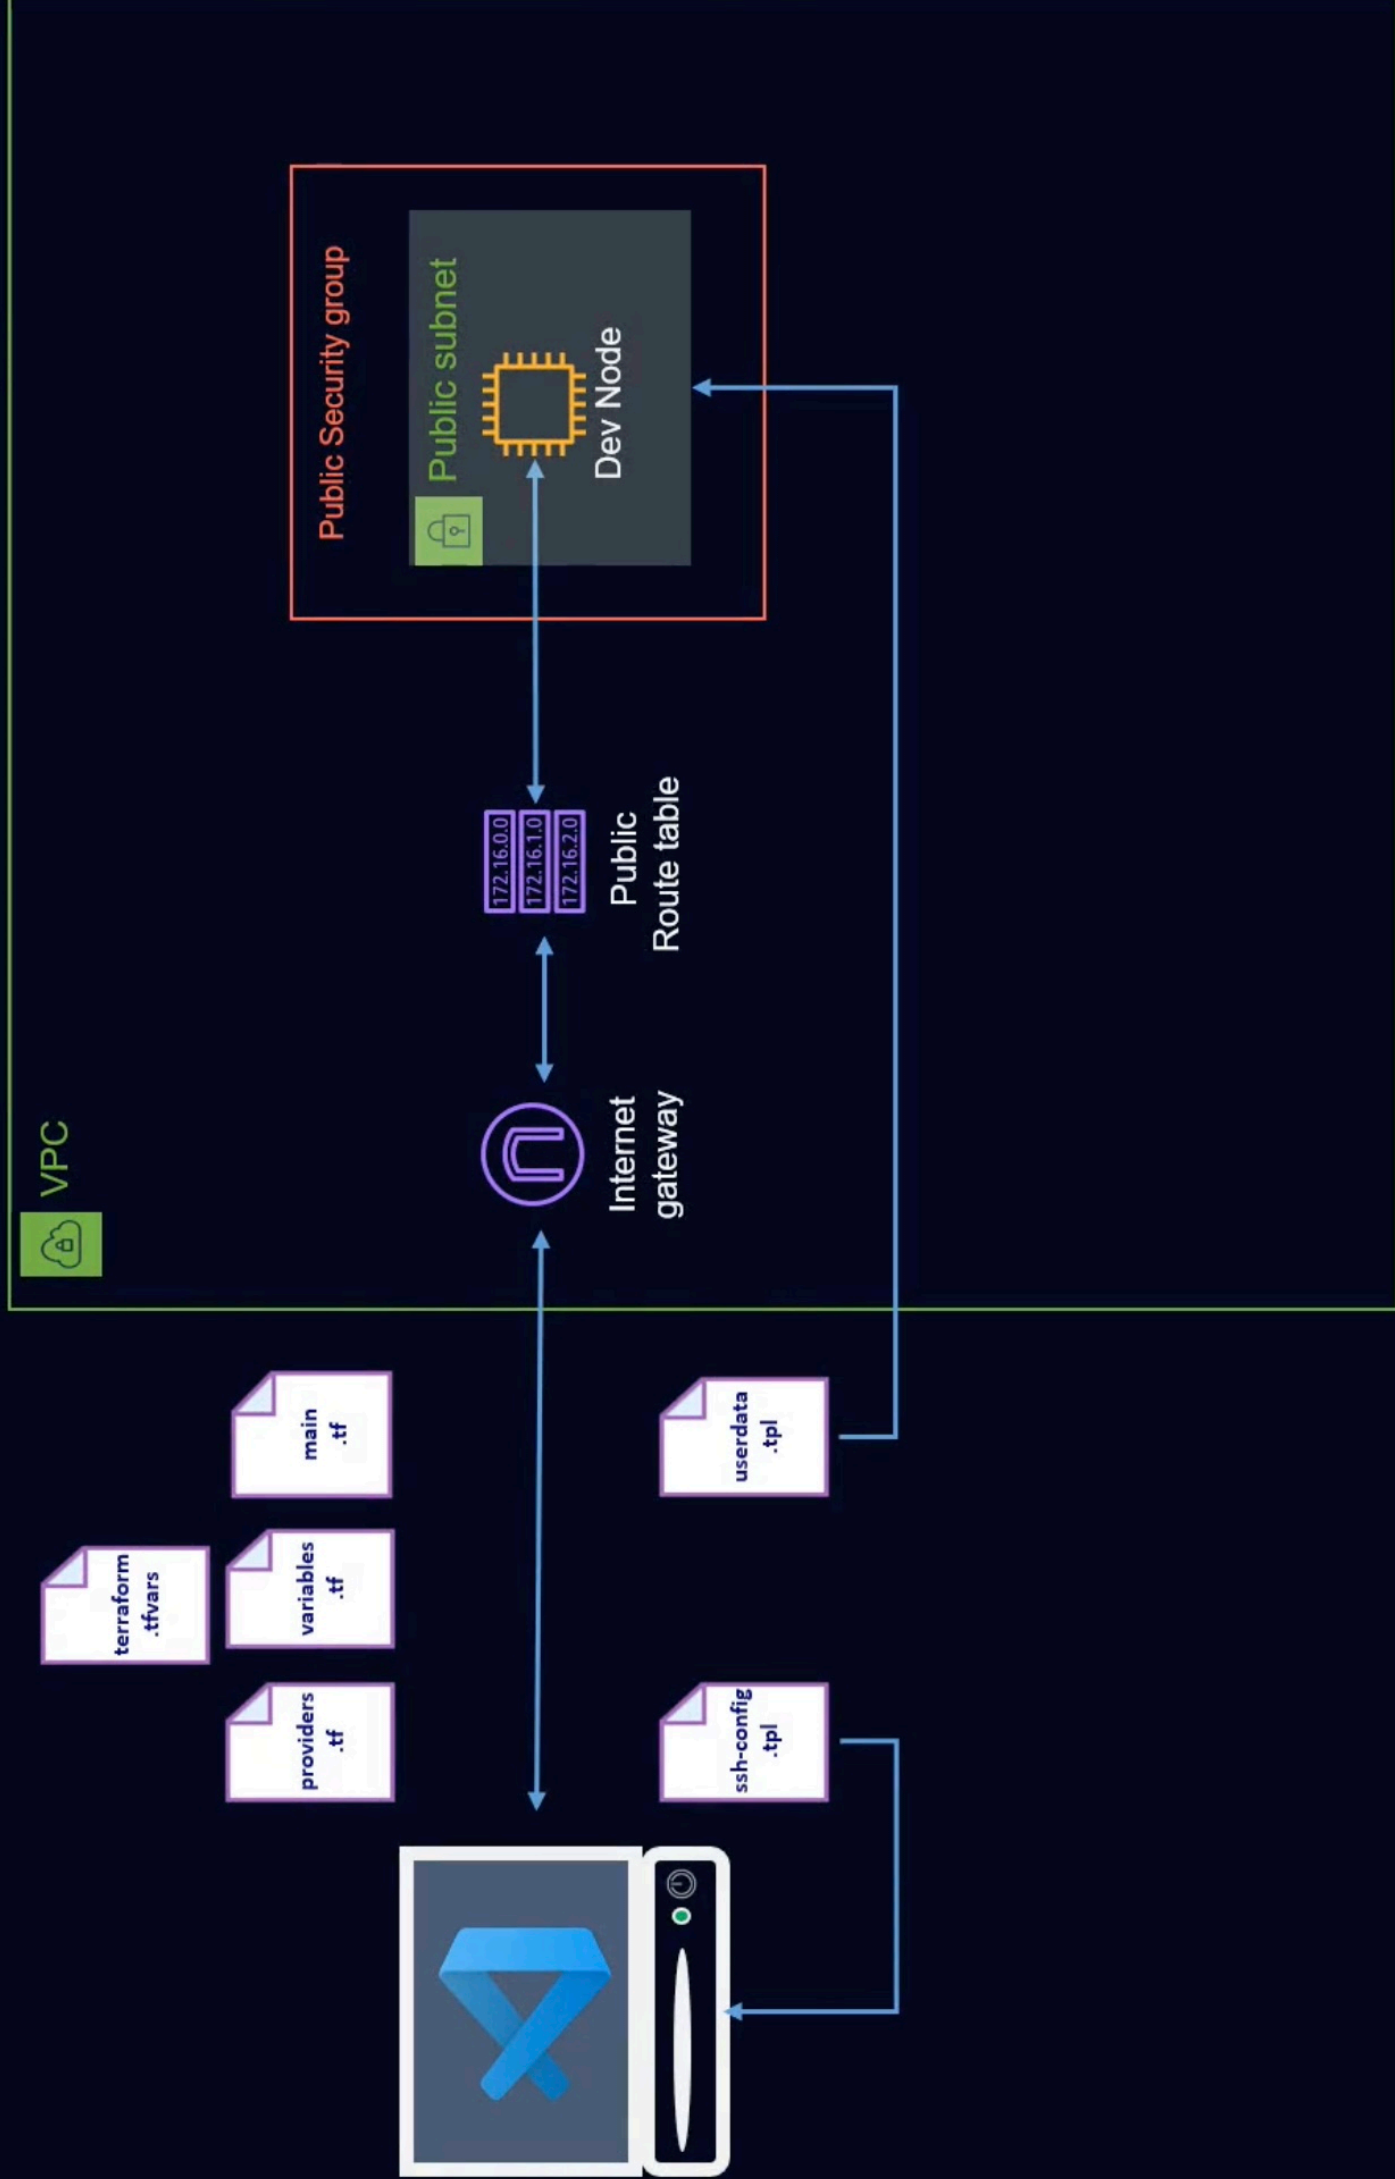 VPC
terraform
.tfvars
providers
.tf
variables
.tf
main
.tf
Public Security group
Public subnet
Dev Node
172.16.0.0
172.16.1.0
172.16.2.0
Public
Route table
Internet
gateway
ssh-config
.tpl
userdata
.tpl